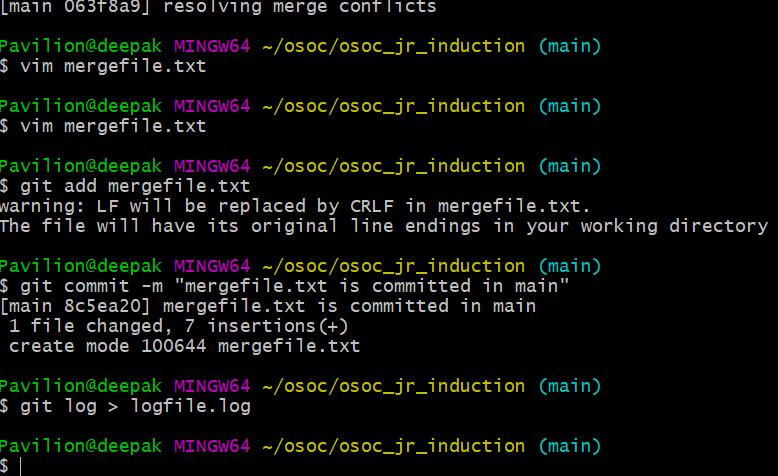 [main 063f8a9] resolving merge conflicts
Pavilion@deepak MINGW64 ~/osoc/osoc_jr_induction (main)
$ vim mergefile.txt
Pavilion@deepak MINGW64 ~/osoc/osoc_jr_induction (main)
$ vim mergefile.txt
Pavilion@deepak MINGW64 ~/osoc/osoc_jr_induction (main)
$ git add mergefile.txt
warning: LF will be replaced by CRLF in mergefile.txt.
The file will have its original line endings in your working directory
Pavilion@deepak MINGW64 ~/osoc/osoc_jr_induction (main)
$ git commit -m "mergefile.txt is committed in main"
[main 8c5ea20] mergefile.txt is committed in main
 1 file changed, 7 insertions(+)
 create mode 100644 mergefile.txt
Pavilion@deepak MINGW64 ~/osoc/osoc_jr_induction (main)
$ git log > logfile.log
Pavilion@deepak MINGW64 ~/osoc/osoc_jr_induction (main)
$